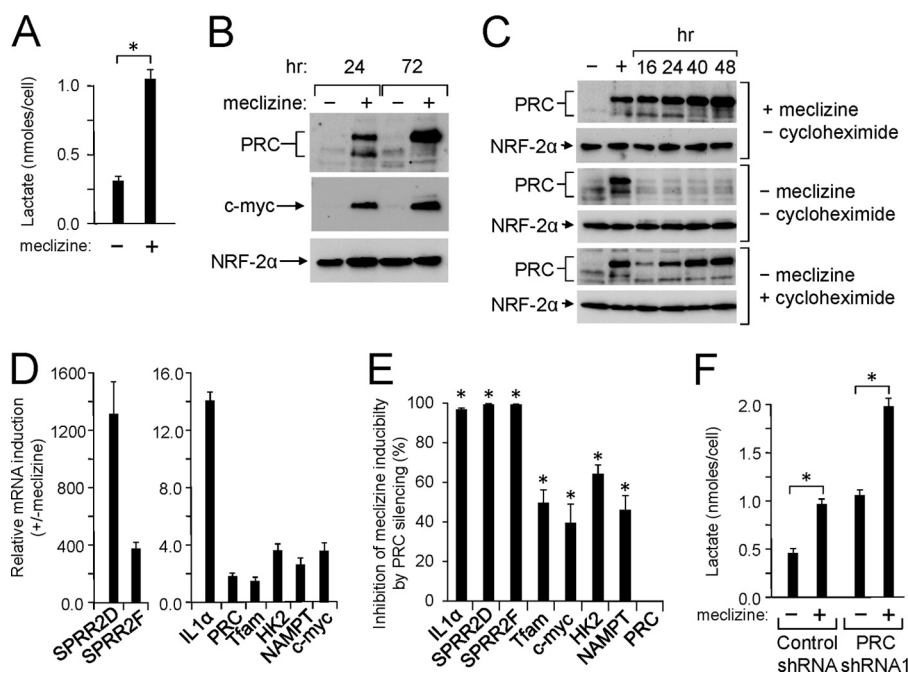 A
Lactate (nmoles/cell)
1.0
0.5
0.0
*
meclizine: – +
B
hr: 24 72
meclizine: – + – +
PRC
c-myc
NRF-2α
C
hr
– + 16 24 40 48
PRC
NRF-2α
+ meclizine
– cycloheximide
PRC
NRF-2α
– meclizine
– cycloheximide
PRC
NRF-2α
– meclizine
+ cycloheximide
D
Relative mRNA induction
(+/-meclizine)
1600
1200
800
400
0.0
SPRR2D
SPRR2F
16.0
12.0
8.0
4.0
0.0
IL1α
PRC
Tfam
HK2
NAMPT
c-myc
E
Inhibition of meclizine inducibiity
by PRC silencing (%)
100
80
60
40
20
0
* * * * * * *
IL1α
SPRR2D
SPRR2F
Tfam
c-myc
HK2
NAMPT
PRC
F
Lactate (nmoles/cell)
2.0
1.5
1.0
0.5
0.0
* *
meclizine: – + – +
Control
shRNA
PRC
shRNA1